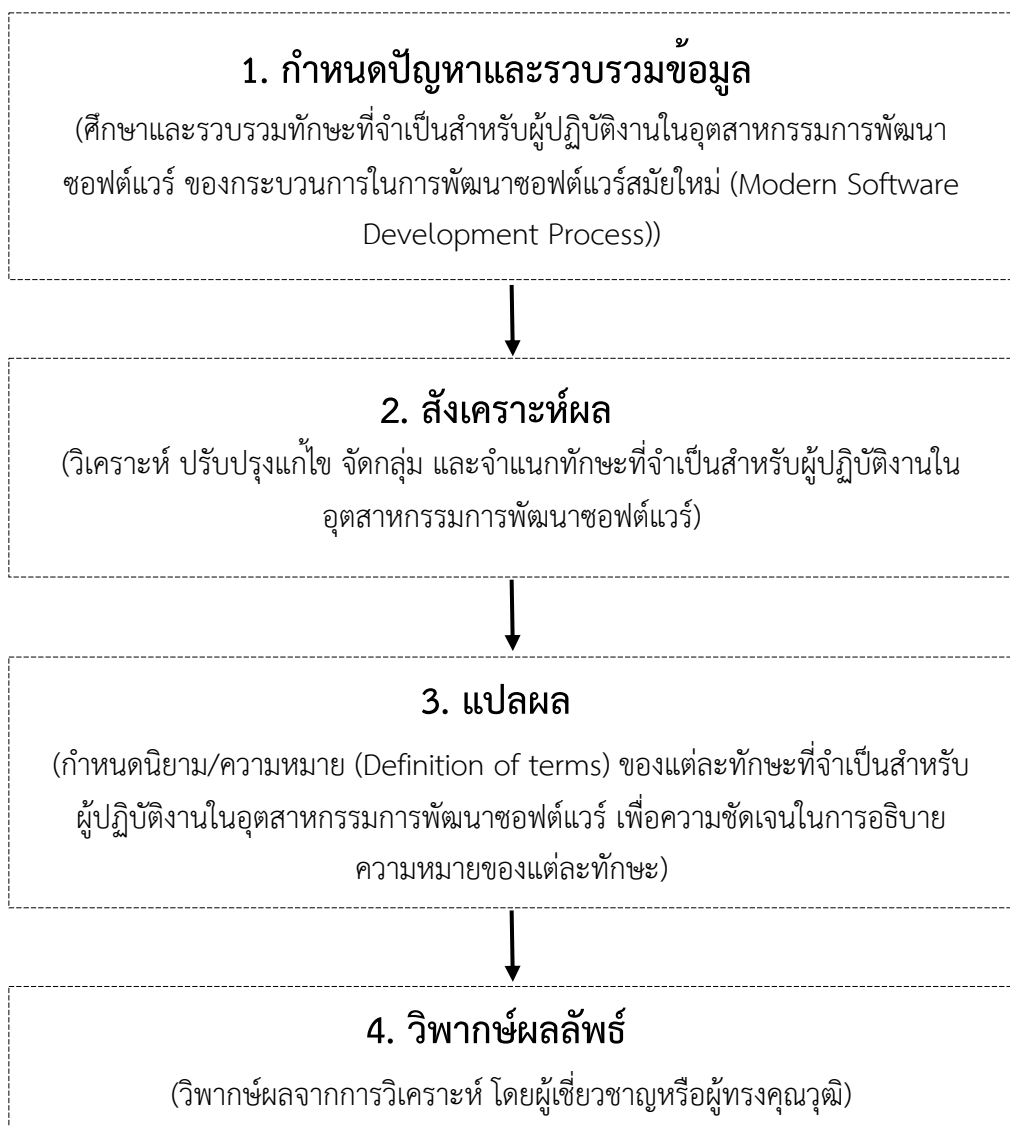 1. กำหนดปัญหาและรวบรวมข้อมูล
(ศึกษาและรวบรวมทักษะที่จำเป็นสำหรับผู้ปฏิบัติงานในอุตสาหกรรมการพัฒนา
ซอฟต์แวร์ ของกระบวนการในการพัฒนาซอฟต์แวร์สมัยใหม่ (Modern Software
Development Process))
2. สังเคราะห์ผล
(วิเคราะห์ ปรับปรุงแก้ไข จัดกลุ่ม และจำแนกทักษะที่จำเป็นสำหรับผู้ปฏิบัติงานใน
อุตสาหกรรมการพัฒนาซอฟต์แวร์)
3. แปลผล
(กำหนดนิยาม/ความหมาย (Definition of terms) ของแต่ละทักษะที่จำเป็นสำหรับ
ผู้ปฏิบัติงานในอุตสาหกรรมการพัฒนาซอฟต์แวร์ เพื่อความชัดเจนในการอธิบาย
ความหมายของแต่ละทักษะ)
4. วิพากษ์ผลลัพธ์
(วิพากษ์ผลจากการวิเคราะห์ โดยผู้เชี่ยวชาญหรือผู้ทรงคุณวุฒิ)